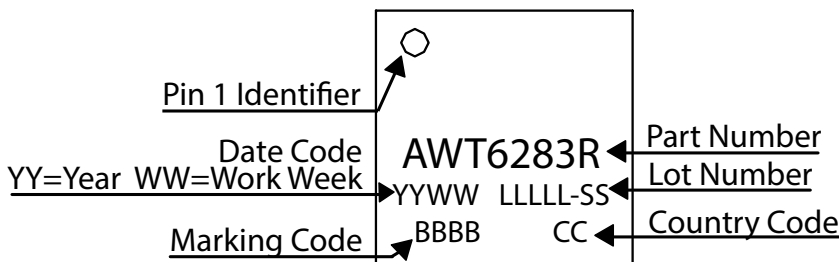 Pin 1 Identifier
Date Code
YY=Year WW=Work Week
Marking Code
AWT6283R
YYWW LLLLL-SS
BBBB CC
Part Number
Lot Number
Country Code